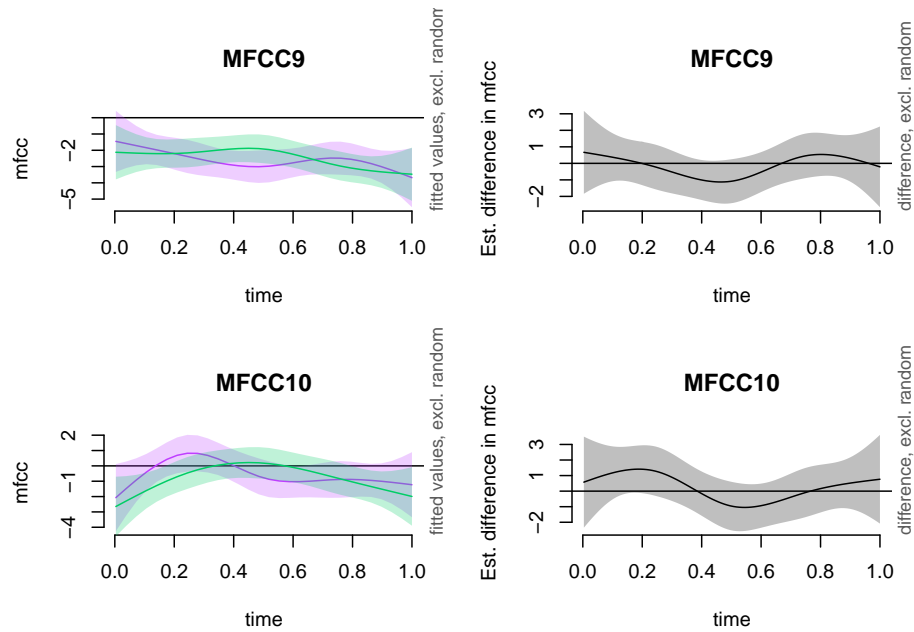 MFCC9
mfcc
−2
−5
0.0 0.2 0.4 0.6 0.8 1.0
time
fitted values, excl. random
MFCC9
Est. difference in mfcc
3
1
−2
0.0 0.2 0.4 0.6 0.8 1.0
time
difference, excl. random
MFCC10
mfcc
2
−1
−4
0.0 0.2 0.4 0.6 0.8 1.0
time
fitted values, excl. random
MFCC10
Est. difference in mfcc
3
1
−2
0.0 0.2 0.4 0.6 0.8 1.0
time
difference, excl. random